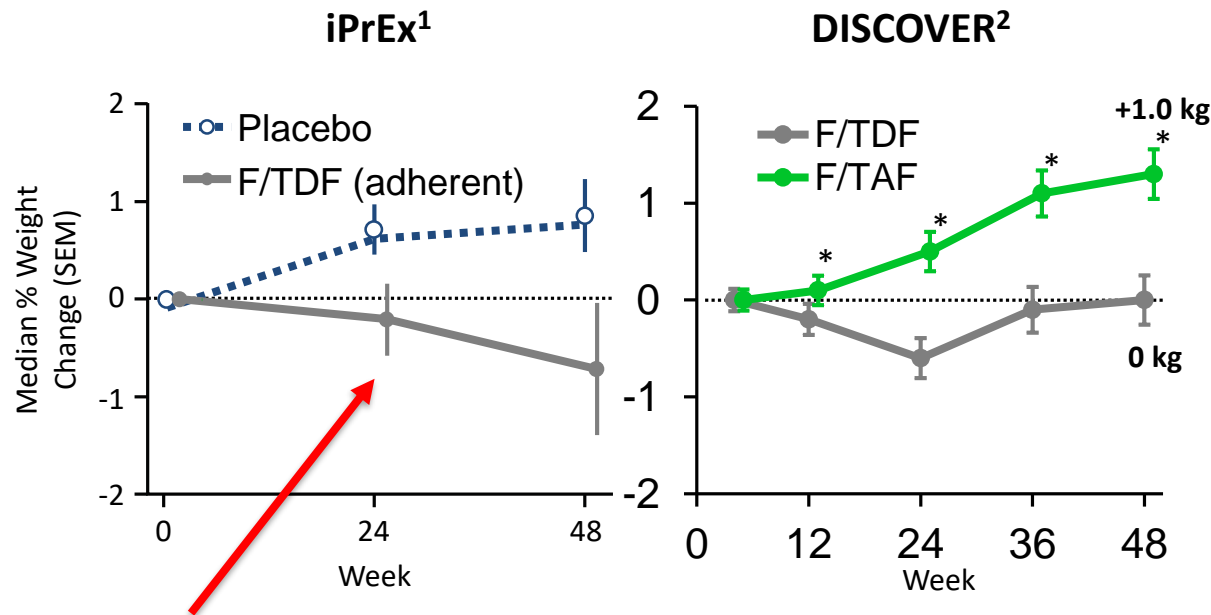 iPrEx¹
DISCOVER²
Median % Weight
Change (SEM)
2
1
0
-1
-2
Placebo
F/TDF (adherent)
0
24
48
Week
2
1
0
-1
-2
F/TDF
F/TAF
*
*
*
*
+1.0 kg
0 kg
0
12
24
36
48
Week